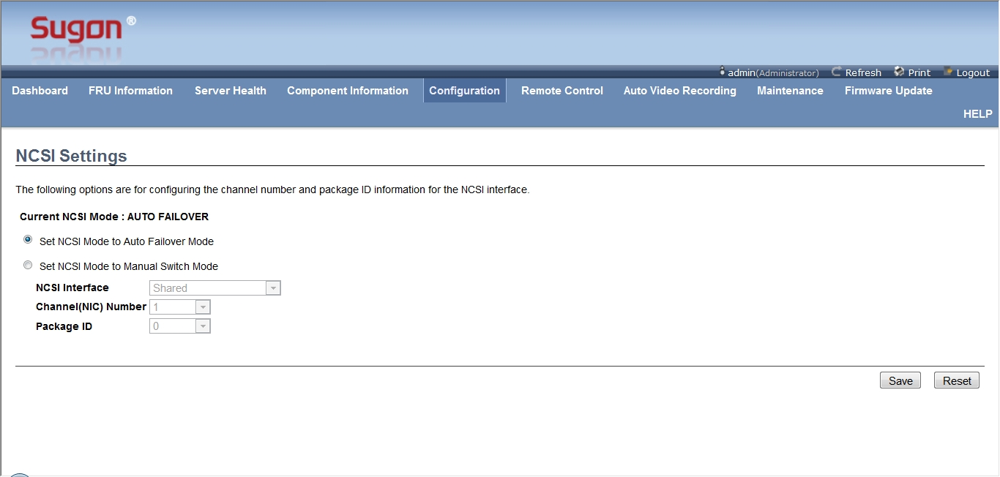 Sugon®
admin(Administrator) Refresh Print Logout
Dashboard FRU Information Server Health Component Information Configuration Remote Control Auto Video Recording Maintenance Firmware Update
HELP
NCSI Settings
The following options are for configuring the channel number and package ID information for the NCSI interface.
Current NCSI Mode : AUTO FAILOVER
Set NCSI Mode to Auto Failover Mode
Set NCSI Mode to Manual Switch Mode
NCSI Interface Shared
Channel(NIC) Number 1
Package ID 0
Save Reset